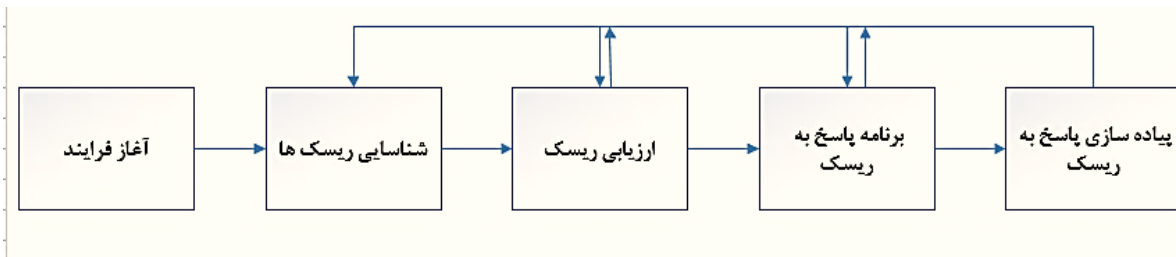 آغاز فرایند
شناسایی ریسک ها
ارزیابی ریسک
برنامه پاسخ به
ریسک
پیاده سازی پاسخ به
ریسک